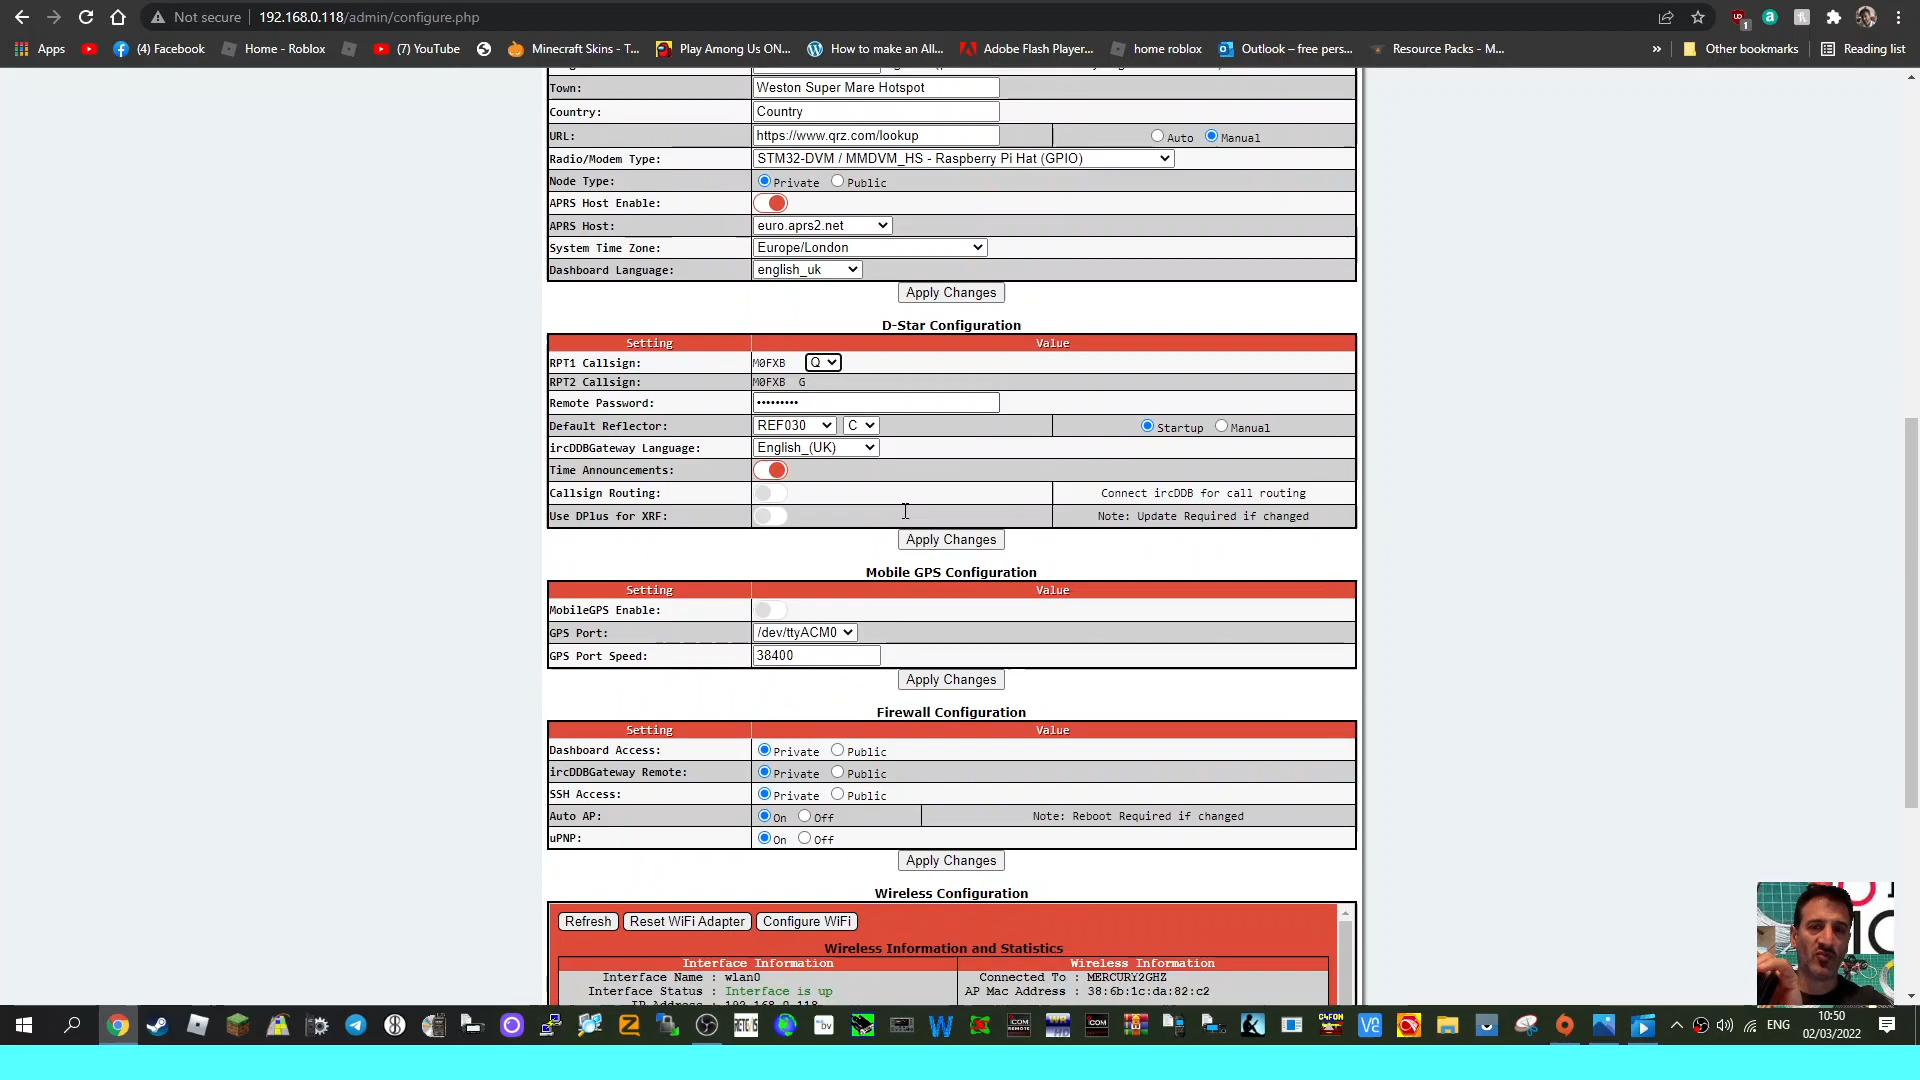 Not secure 192.168.0.118/admin/configure.php
Apps (4) Facebook Home - Roblox (7) YouTube Minecraft Skins - T... Play Among Us ON... How to make an All... Adobe Flash Player... home roblox Outlook – free pers... Resource Packs - M... » Other bookmarks Reading list
Town: Weston Super Mare Hotspot
Country: Country
URL: https://www.qrz.com/lookup Auto Manual
Radio/Modem Type: STM32-DVM / MMDVM_HS - Raspberry Pi Hat (GPIO)
Node Type: Private Public
APRS Host Enable:
APRS Host: euro.aprs2.net
System Time Zone: Europe/London
Dashboard Language: english_uk
Apply Changes
D-Star Configuration
Setting Value
RPT1 Callsign: M0FXB Q
RPT2 Callsign: M0FXB G
Remote Password: •••••••••
Default Reflector: REF030 C Startup Manual
ircDDBGateway Language: English_(UK)
Time Announcements:
Callsign Routing: Connect ircDDB for call routing
Use DPlus for XRF: Note: Update Required if changed
Apply Changes
Mobile GPS Configuration
Setting Value
MobileGPS Enable:
GPS Port: /dev/ttyACM0
GPS Port Speed: 38400
Apply Changes
Firewall Configuration
Setting Value
Dashboard Access: Private Public
ircDDBGateway Remote: Private Public
SSH Access: Private Public
Auto AP: On Off Note: Reboot Required if changed
uPNP: On Off
Apply Changes
Wireless Configuration
Refresh Reset WiFi Adapter Configure WiFi
Wireless Information and Statistics
Interface Information Wireless Information
Interface Name : wlan0 Connected To : MERCURY2GHZ
Interface Status : Interface is up AP Mac Address : 38:6b:1c:da:82:c2
IP Address : 192.168.0.118
ENG 10:50
02/03/2022